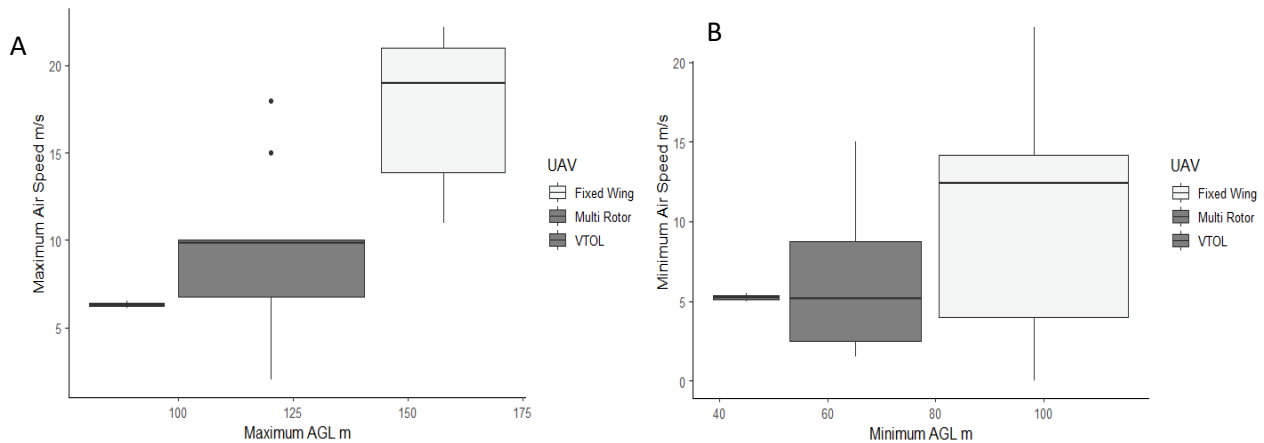 A
Maximum Air Speed m/s
20
15
10
5
100
125
150
175
Maximum AGL m
UAV
Fixed Wing
Multi Rotor
VTOL
B
Minimum Air Speed m/s
20
15
10
5
0
40
60
80
100
Minimum AGL m
UAV
Fixed Wing
Multi Rotor
VTOL